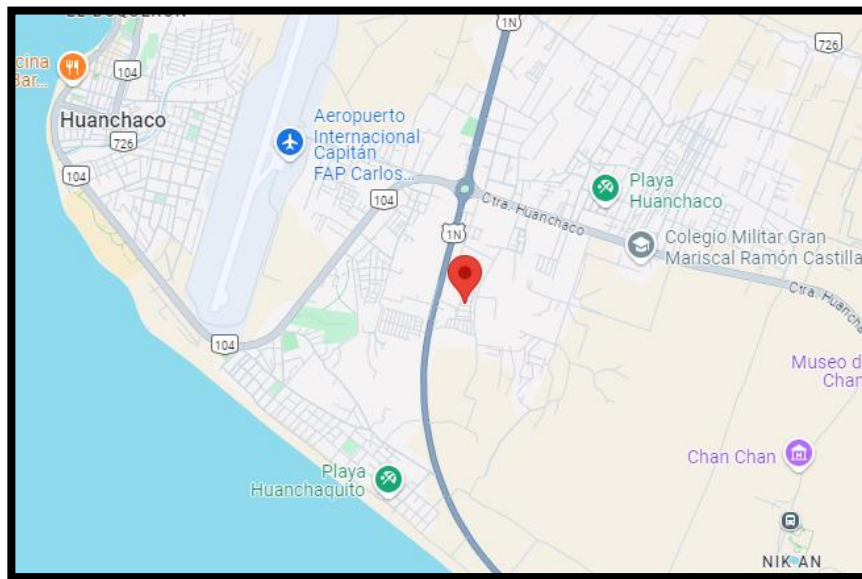 1N
726
cina
Bar...
104
Huanchaco
726
Aeropuerto
Internacional
Capitán
FAP Carlos...
104
104
Ctra. Huanchaco
Playa
Huanchaco
1N
Colegio Militar Gran
Mariscal Ramón Castilla
Ctra. Huancha
104
Museo d
Chan
Chan Chan
Playa
Huanchaquito
NIK AN